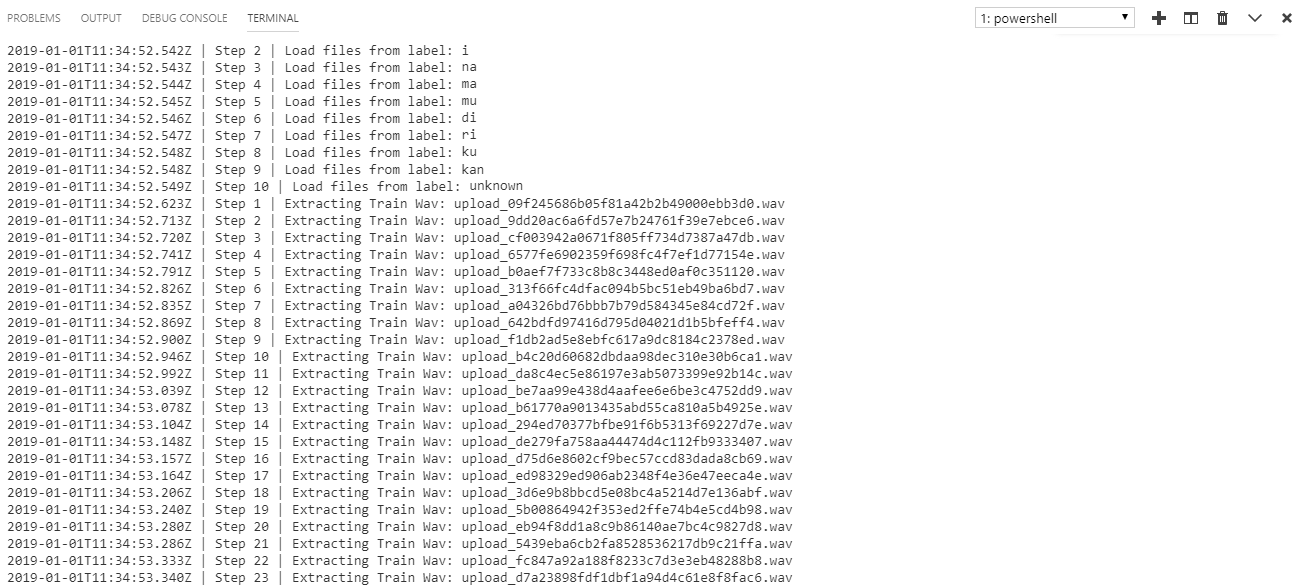 PROBLEMS OUTPUT DEBUG CONSOLE TERMINAL 1: powershell
2019-01-01T11:34:52.542Z | Step 2 | Load files from label: i
2019-01-01T11:34:52.543Z | Step 3 | Load files from label: na
2019-01-01T11:34:52.544Z | Step 4 | Load files from label: ma
2019-01-01T11:34:52.545Z | Step 5 | Load files from label: mu
2019-01-01T11:34:52.546Z | Step 6 | Load files from label: di
2019-01-01T11:34:52.547Z | Step 7 | Load files from label: ri
2019-01-01T11:34:52.548Z | Step 8 | Load files from label: ku
2019-01-01T11:34:52.548Z | Step 9 | Load files from label: kan
2019-01-01T11:34:52.549Z | Step 10 | Load files from label: unknown
2019-01-01T11:34:52.623Z | Step 1 | Extracting Train Wav: upload_09f245686b05f81a42b2b49000ebb3d0.wav
2019-01-01T11:34:52.713Z | Step 2 | Extracting Train Wav: upload_9dd20ac6a6fd57e7b24761f39e7ebce6.wav
2019-01-01T11:34:52.720Z | Step 3 | Extracting Train Wav: upload_cf003942a0671f805ff734d7387a47db.wav
2019-01-01T11:34:52.741Z | Step 4 | Extracting Train Wav: upload_6577fe6902359f698fc4f7ef1d77154e.wav
2019-01-01T11:34:52.791Z | Step 5 | Extracting Train Wav: upload_b0aef7f733c8b8c3448ed0af0c351120.wav
2019-01-01T11:34:52.826Z | Step 6 | Extracting Train Wav: upload_313f66fc4dfac094b5bc51eb49ba6bd7.wav
2019-01-01T11:34:52.835Z | Step 7 | Extracting Train Wav: upload_a04326bd76bbb7b79d584345e84cd72f.wav
2019-01-01T11:34:52.869Z | Step 8 | Extracting Train Wav: upload_642bdfd97416d795d04021d1b5bfeff4.wav
2019-01-01T11:34:52.900Z | Step 9 | Extracting Train Wav: upload_f1db2ad5e8ebfc617a9dc8184c2378ed.wav
2019-01-01T11:34:52.946Z | Step 10 | Extracting Train Wav: upload_b4c20d60682dbdaa98dec310e30b6ca1.wav
2019-01-01T11:34:52.992Z | Step 11 | Extracting Train Wav: upload_da8c4ec5e86197e3ab5073399e92b14c.wav
2019-01-01T11:34:53.039Z | Step 12 | Extracting Train Wav: upload_be7aa99e438d4aafee6e6be3c4752dd9.wav
2019-01-01T11:34:53.078Z | Step 13 | Extracting Train Wav: upload_b61770a9013435abd55ca810a5b4925e.wav
2019-01-01T11:34:53.104Z | Step 14 | Extracting Train Wav: upload_294ed70377bfbe91f6b5313f69227d7e.wav
2019-01-01T11:34:53.148Z | Step 15 | Extracting Train Wav: upload_de279fa758aa44474d4c112fb9333407.wav
2019-01-01T11:34:53.157Z | Step 16 | Extracting Train Wav: upload_d75d6e8602cf9bec57ccd83dada8cb69.wav
2019-01-01T11:34:53.164Z | Step 17 | Extracting Train Wav: upload_ed98329ed906ab2348f4e36e47eeca4e.wav
2019-01-01T11:34:53.206Z | Step 18 | Extracting Train Wav: upload_3d6e9b8bbcd5e08bc4a5214d7e136abf.wav
2019-01-01T11:34:53.240Z | Step 19 | Extracting Train Wav: upload_5b00864942f353ed2ffe74b4e5cd4b98.wav
2019-01-01T11:34:53.280Z | Step 20 | Extracting Train Wav: upload_eb94f8dd1a8c9b86140ae7bc4c9827d8.wav
2019-01-01T11:34:53.286Z | Step 21 | Extracting Train Wav: upload_5439eba6cb2fa8528536217db9c21ffa.wav
2019-01-01T11:34:53.333Z | Step 22 | Extracting Train Wav: upload_fc847a92a188f8233c7d3e3eb48288b8.wav
2019-01-01T11:34:53.340Z | Step 23 | Extracting Train Wav: upload_d7a23898fdf1dbf1a94d4c61e8f8fac6.wav